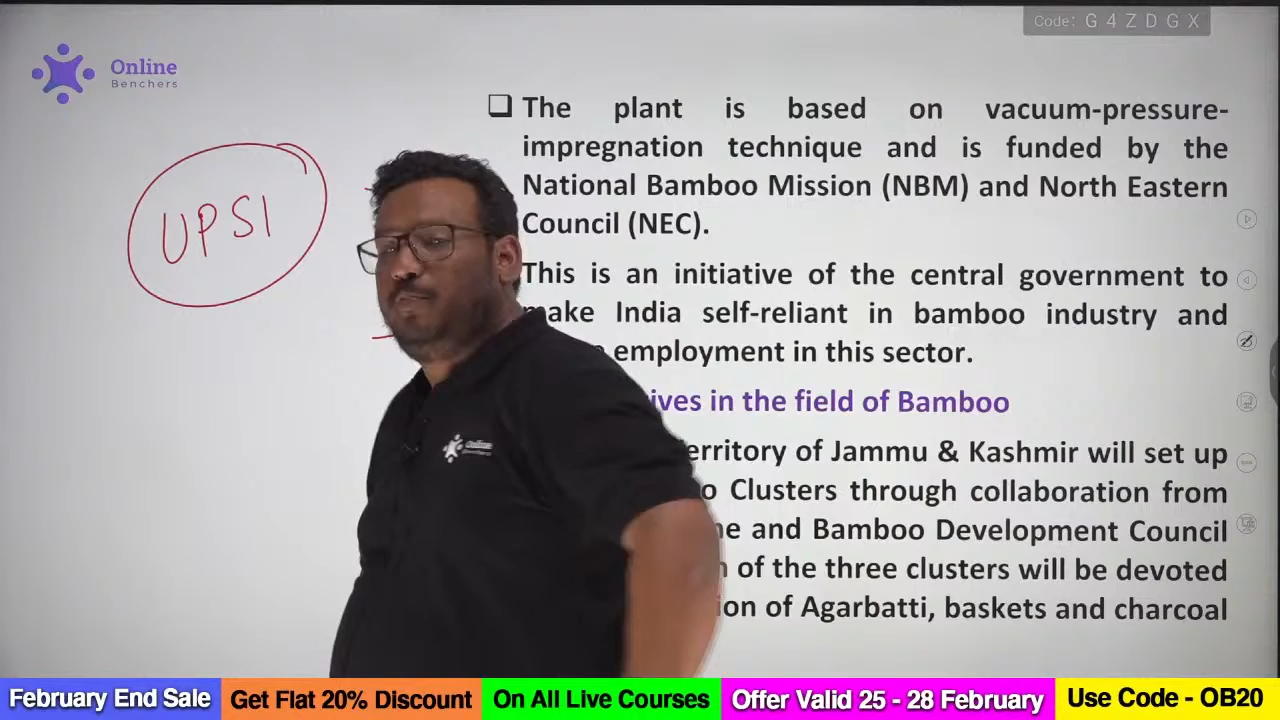 Code: G 4 Z D G X
Online
Benchers
UPSI
The plant is based on vacuum-pressure-
impregnation technique and is funded by the
National Bamboo Mission (NBM) and North Eastern
Council (NEC).
This is an initiative of the central government to
make India self-reliant in bamboo industry and
employment in this sector.
in the field of Bamboo
of Jammu & Kashmir will set up
Clusters through collaboration from
and Bamboo Development Council
of the three clusters will be devoted
of Agarbatti, baskets and charcoal
Online
Benchers
February End Sale
Get Flat 20% Discount
On All Live Courses
Offer Valid 25 - 28 February
Use Code - OB20